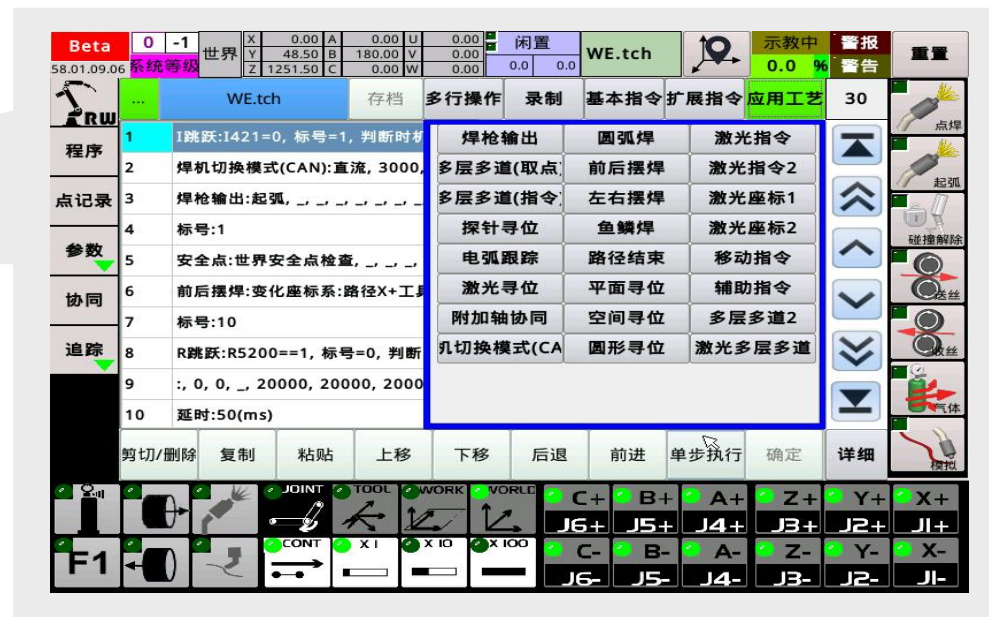 Beta
58.01.09.06
0 -1
系统等级
世界
X 0.00 A 0.00 U 0.00
Y 48.50 B 180.00 V 0.00
Z 1251.50 C 0.00 W 0.00
闲置
0.0 0.0
WE.tch
示教中
0.0 %
警报
警告
重置
RW
... WE.tch 存档 多行操作 录制 基本指令 扩展指令 应用工艺 30
点焊
程序
点记录
参数
协同
追踪
1 I跳跃:I421=0, 标号=1, 判断时机
2 焊机切换模式(CAN):直流, 3000,
3 焊枪输出:起弧, _, _, _, _, _, _, _
4 标号:1
5 安全点:世界安全点检查, _, _, _,
6 前后摆焊:变化座标系:路径X+工具
7 标号:10
8 R跳跃:R5200==1, 标号=0, 判断
9 :, 0, 0, _, 20000, 20000, 2000
10 延时:50(ms)
焊枪输出 圆弧焊 激光指令
多层多道(取点) 前后摆焊 激光指令2
多层多道(指令) 左右摆焊 激光座标1
探针寻位 鱼鳞焊 激光座标2
电弧跟踪 路径结束 移动指令
激光寻位 平面寻位 辅助指令
附加轴协同 空间寻位 多层多道2
机切换模式(CA 圆形寻位 激光多层多道
起弧
碰撞解除
送丝
收丝
气体
模拟
剪切/删除 复制 粘贴 上移 下移 后退 前进 单步执行 确定 详细
JOINT TOOL WORK WORLD C+ B+ A+ Z+ Y+ X+
J6+ J5+ J4+ J3+ J2+ J1+
F1 CONT X1 X10 X100 C- B- A- Z- Y- X-
J6- J5- J4- J3- J2- J1-